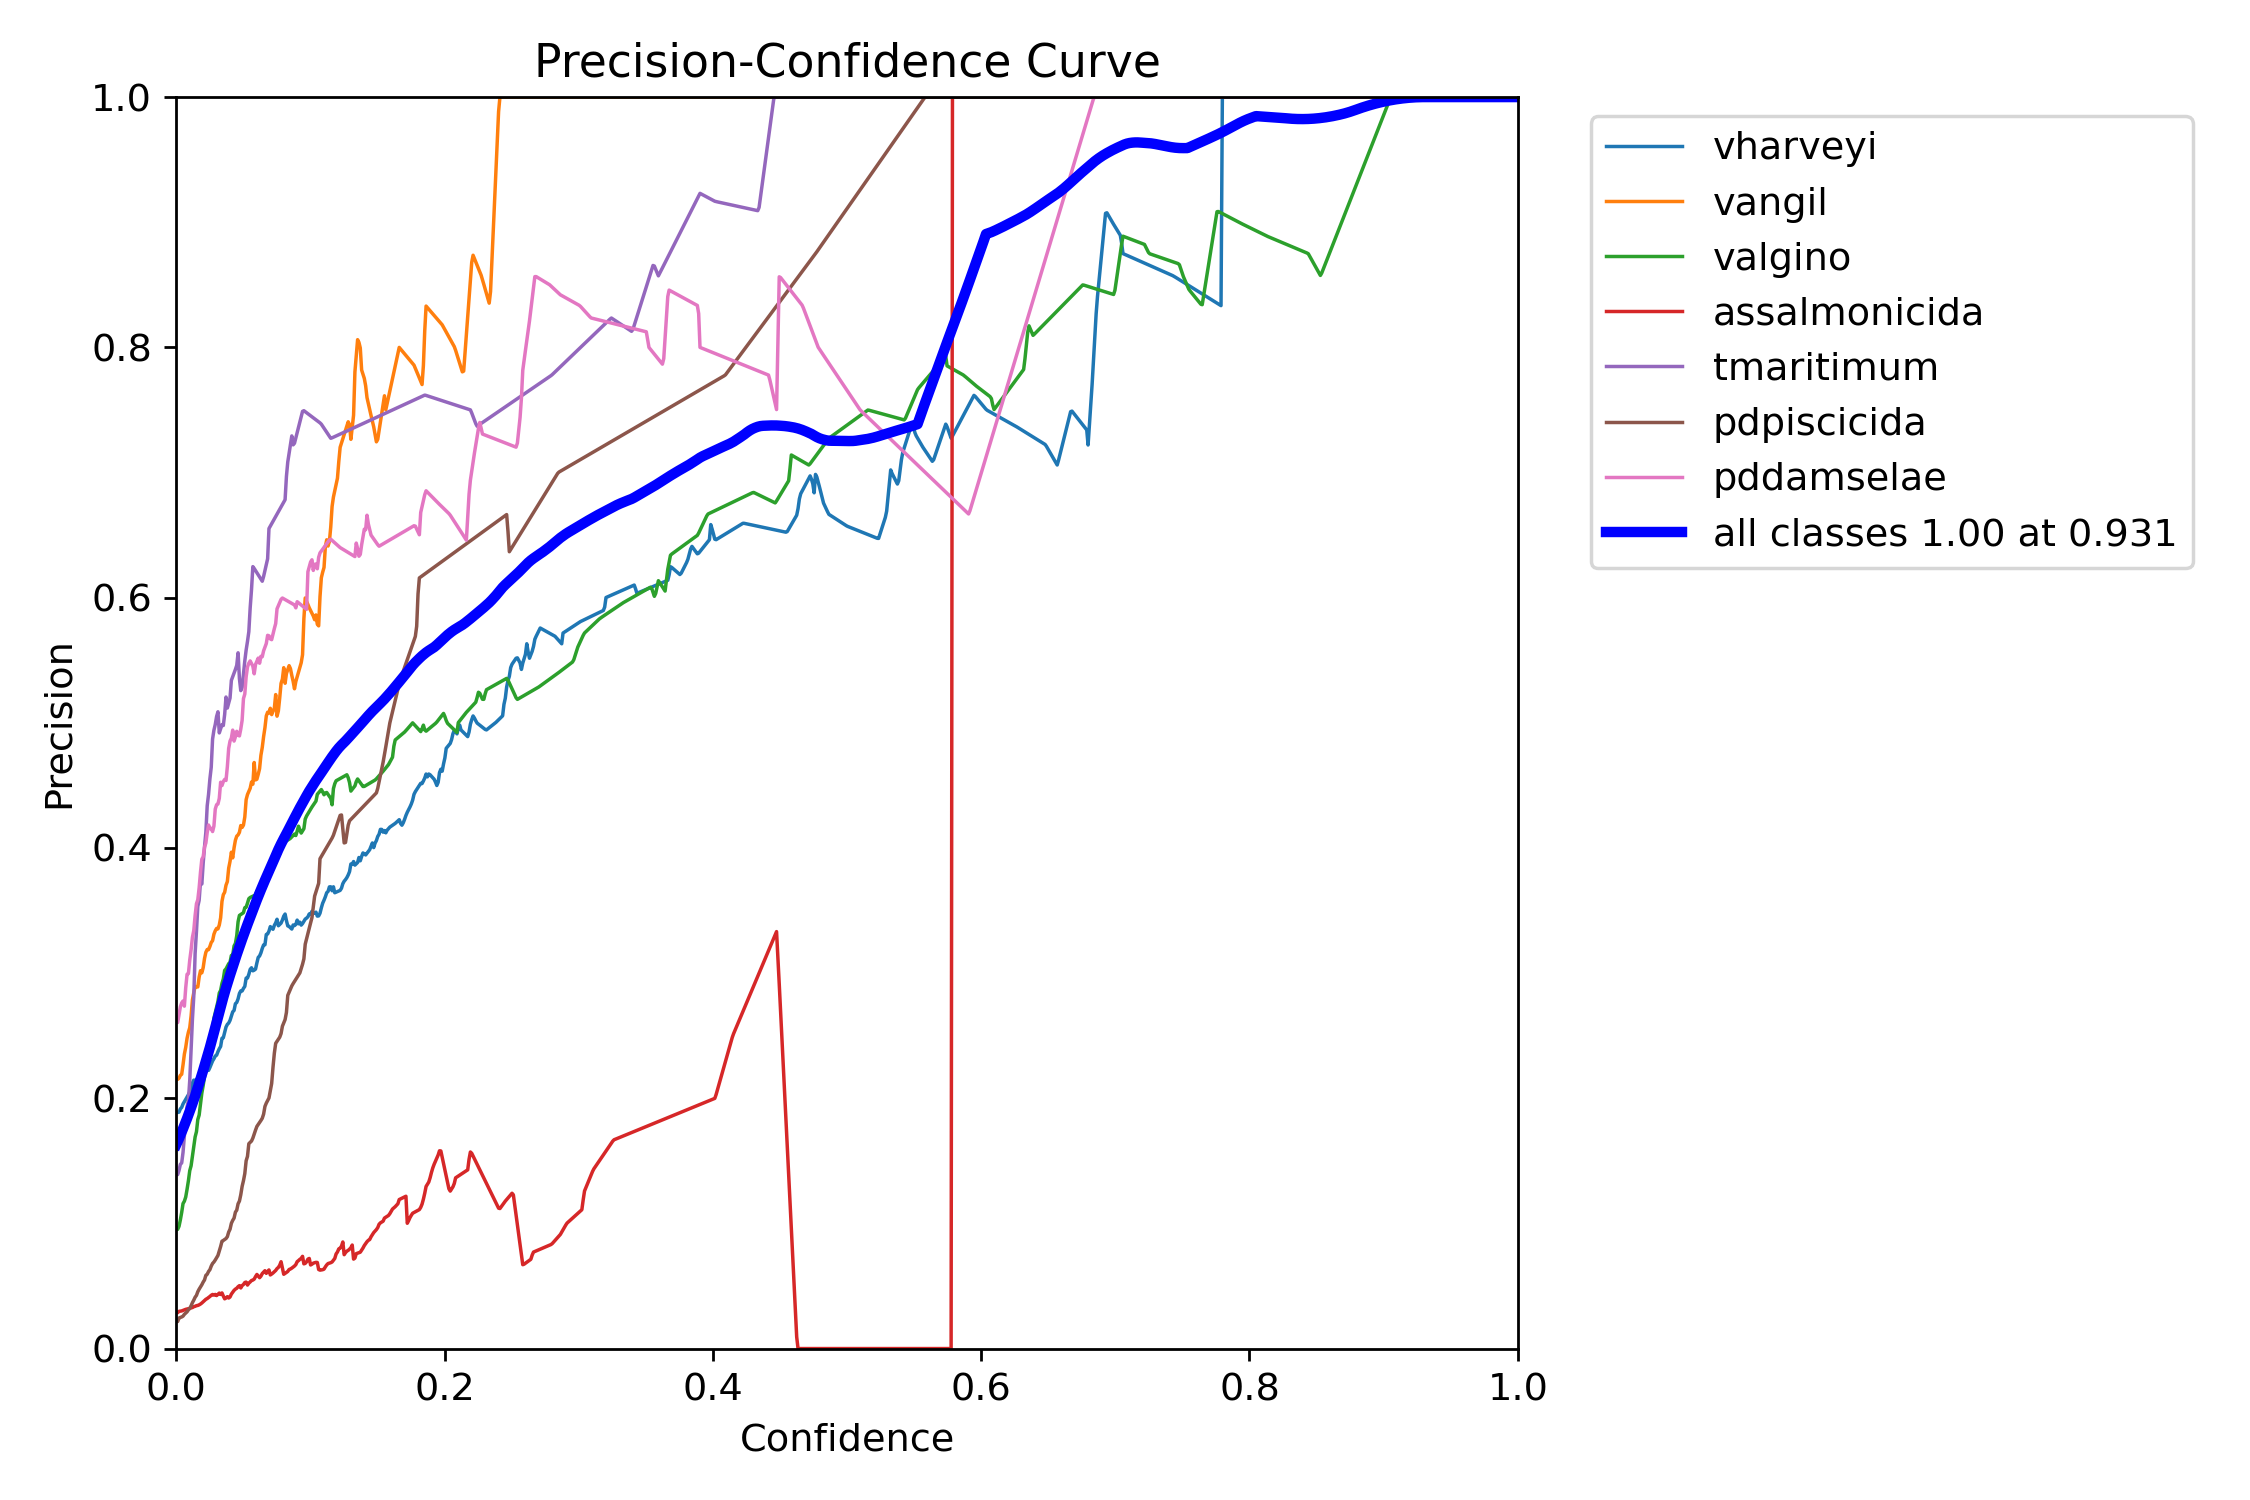 Precision-Confidence Curve
1.0
0.8
0.6
0.4
0.2
0.0
Precision
0.0 0.2 0.4 0.6 0.8 1.0
Confidence
vharveyi
vangil
valgino
assalmonicida
tmaritimum
pdpiscicida
pddamselae
all classes 1.00 at 0.931